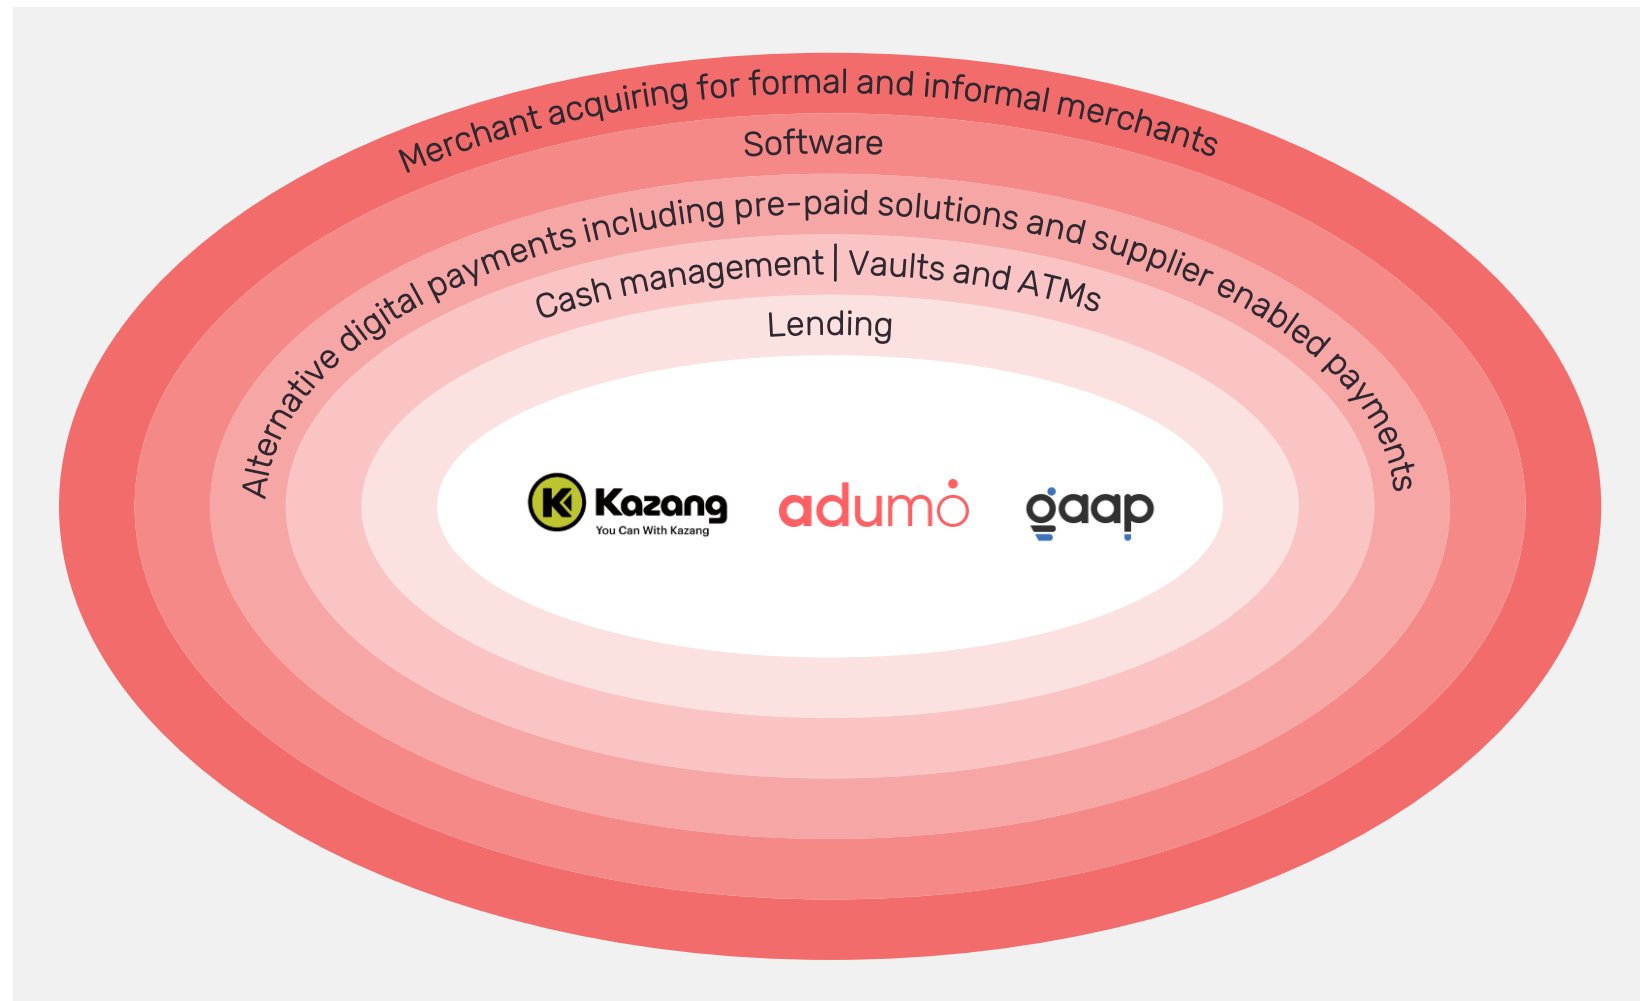 Merchant acquiring for formal and informal merchants
Software
Alternative digital payments including pre-paid solutions and supplier enabled payments
Cash management | Vaults and ATMs
Lending
K Kazang
You Can With Kazang
adumo
gaap